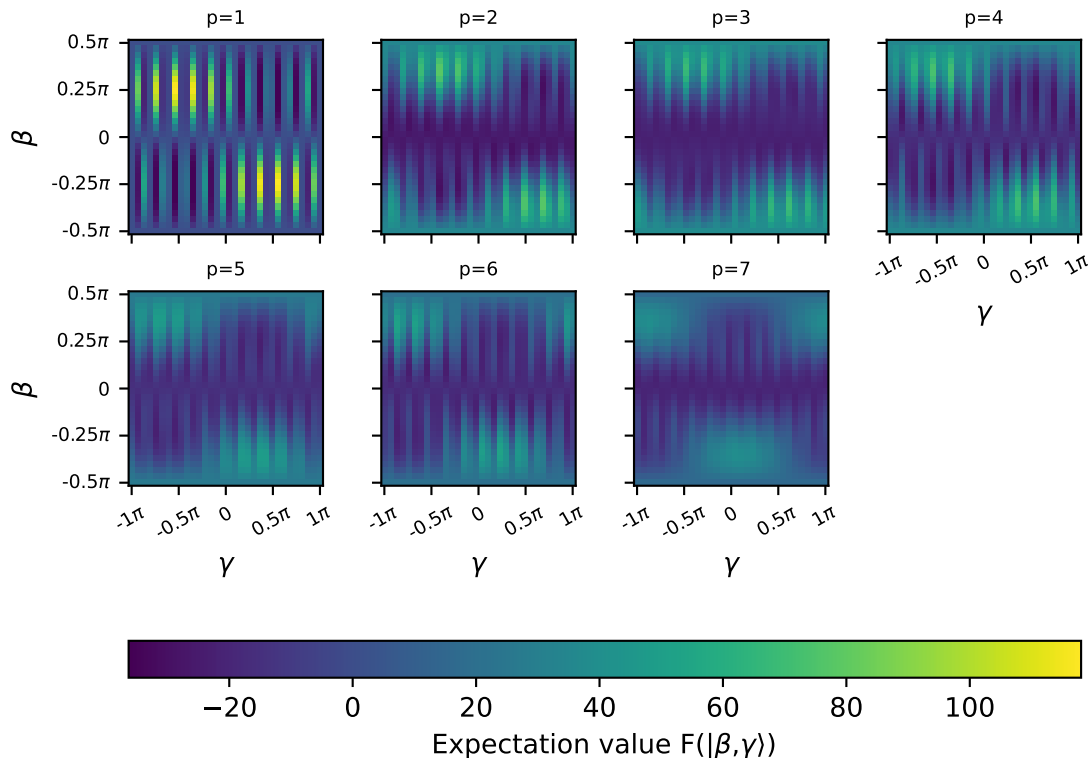 p=1 p=2 p=3 p=4
0.5π
0.25π
β
0
-0.25π
-0.5π
-1π -0.5π 0 0.5π 1π
γ
p=5 p=6 p=7
0.5π
0.25π
β
0
-0.25π
-0.5π
-1π -0.5π 0 0.5π 1π -1π -0.5π 0 0.5π 1π -1π -0.5π 0 0.5π 1π
γ γ γ
−20 0 20 40 60 80 100
Expectation value F(|β,γ⟩)